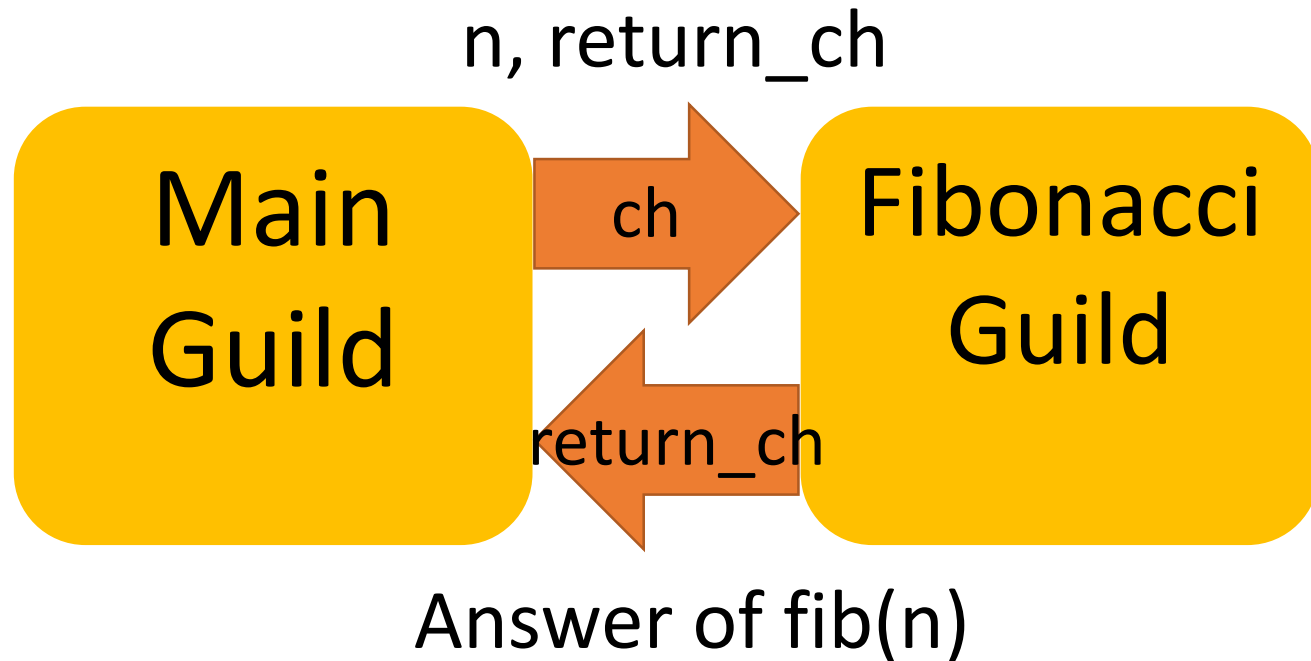 n, return_ch
Main
Guild
ch
Fibonacci
Guild
return_ch
Answer of fib(n)